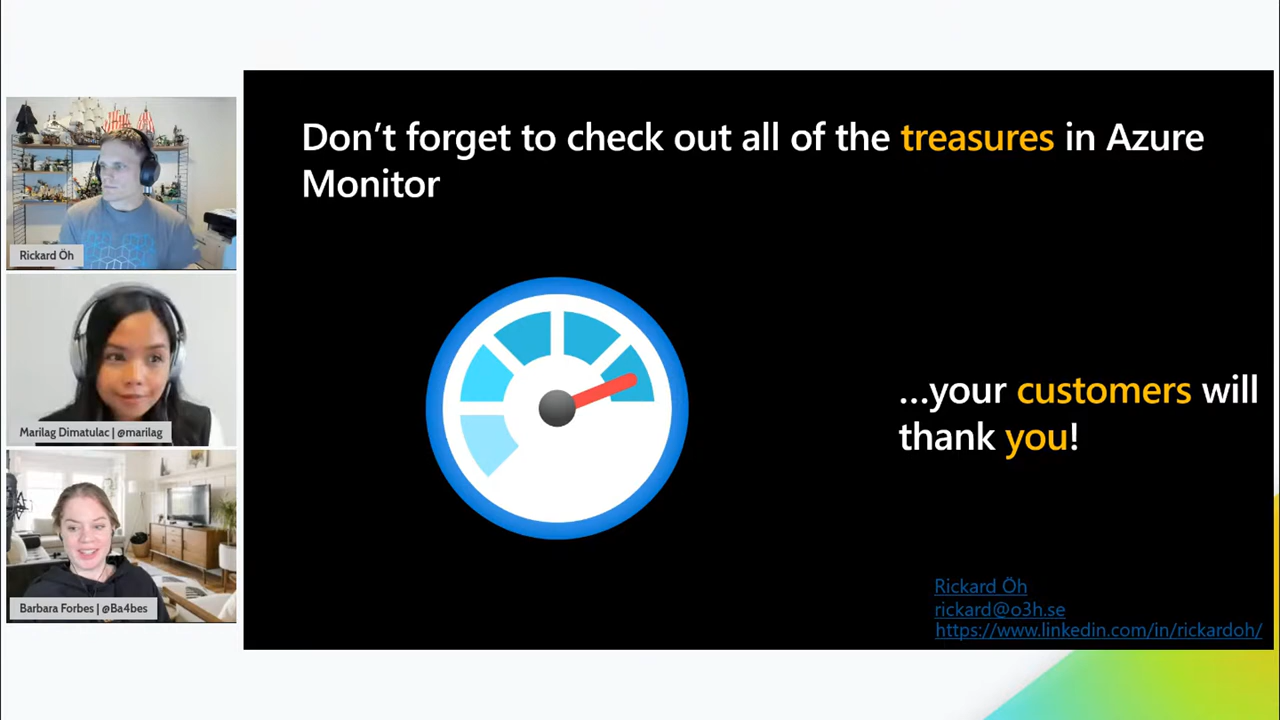 Don’t forget to check out all of the treasures in Azure
Monitor
...your customers will
thank you!
Rickard Öh
rickard@o3h.se
https://www.linkedin.com/in/rickardoh/
Rickard Öh
Marilag Dimatulac | @marilag
Barbara Forbes | @Ba4bes